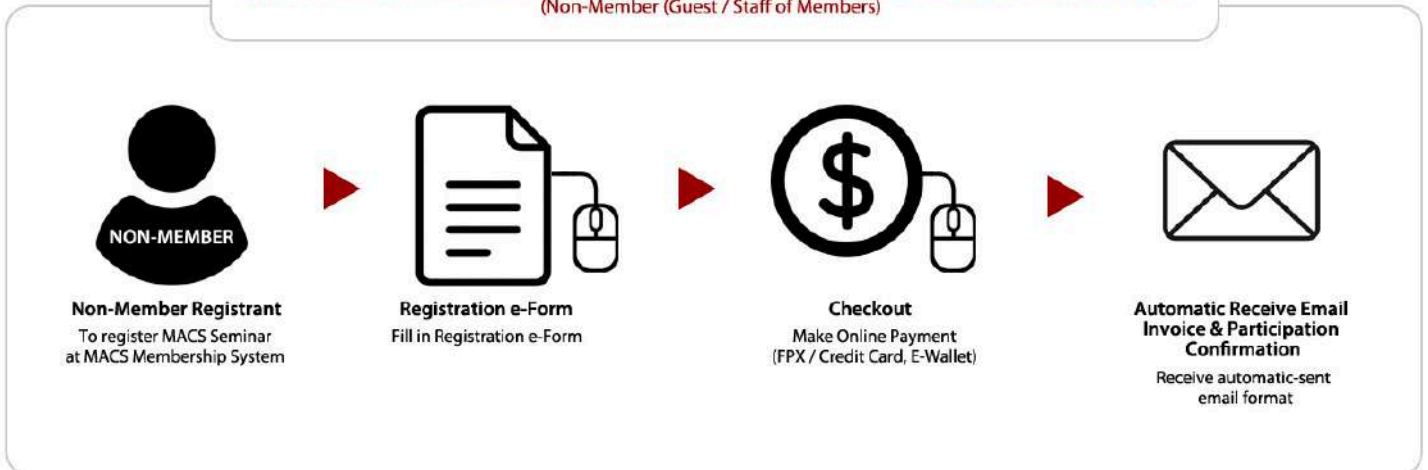 (Non-Member (Guest / Staff of Members)
NON-MEMBER
Non-Member Registrant
To register MACS Seminar
at MACS Membership System
Registration e-Form
Fill in Registration e-Form
$
Checkout
Make Online Payment
(FPX / Credit Card, E-Wallet)
Automatic Receive Email
Invoice & Participation
Confirmation
Receive automatic-sent
email format